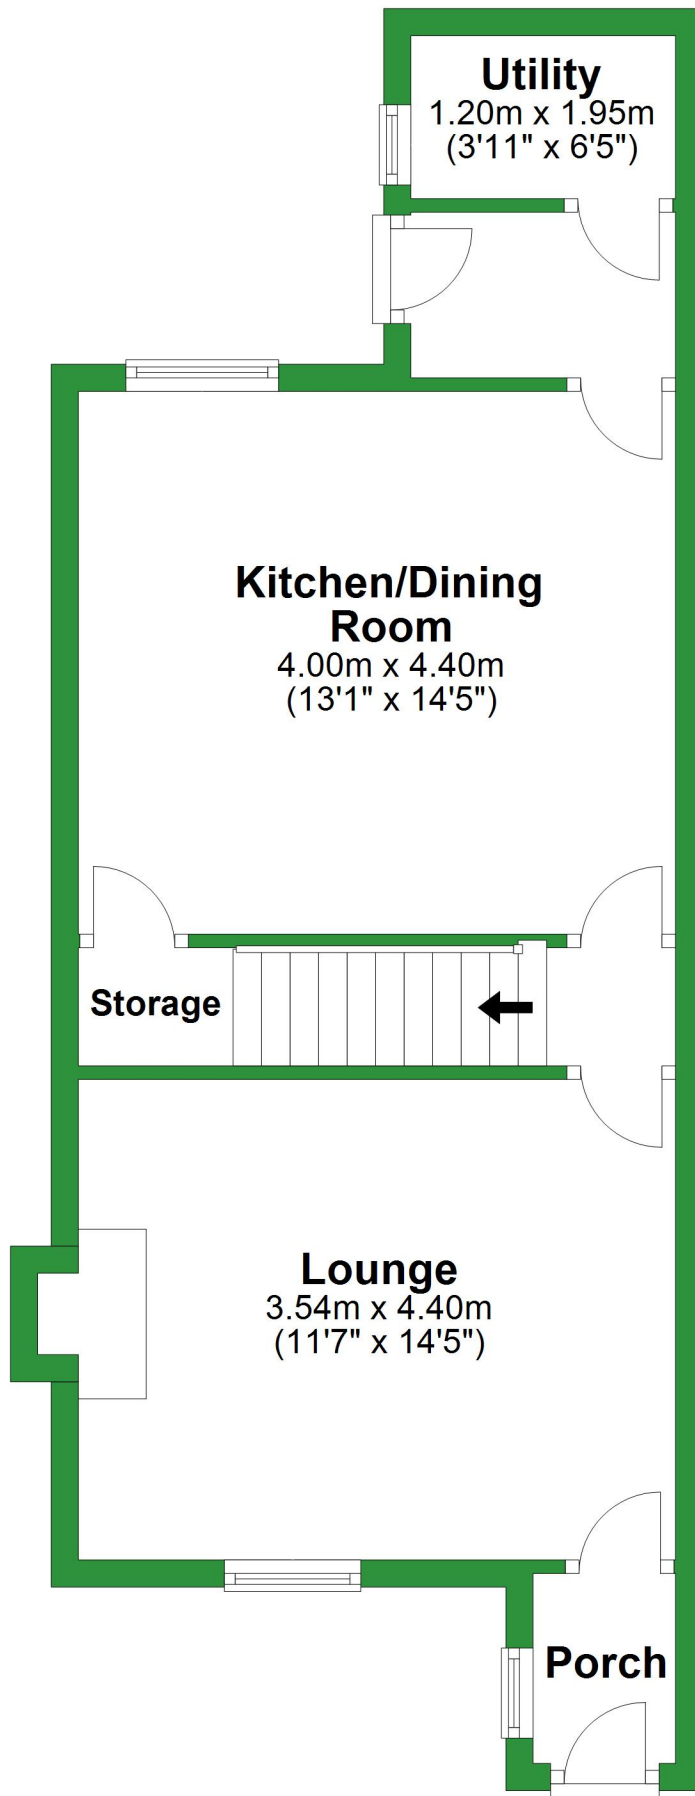 Utility
1.20m x 1.95m
(3'11" x 6'5")
Kitchen/Dining
Room
4.00m x 4.40m
(13'1" x 14'5")
Storage
Lounge
3.54m x 4.40m
(11'7" x 14'5")
Porch